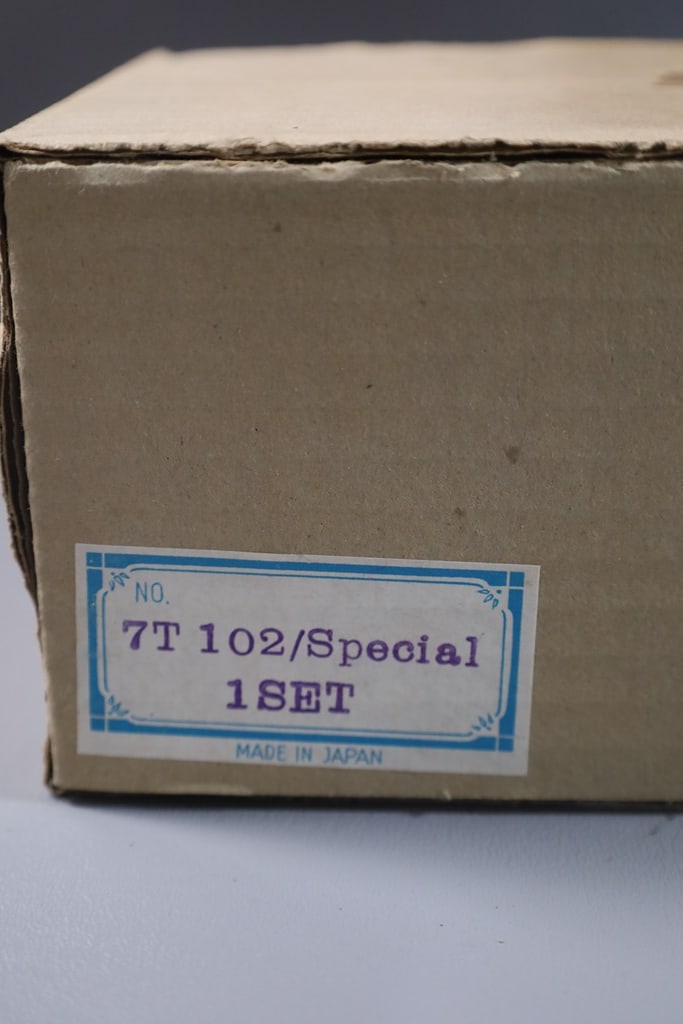 NO.
7T 102/Special
1SET
MADE IN JAPAN